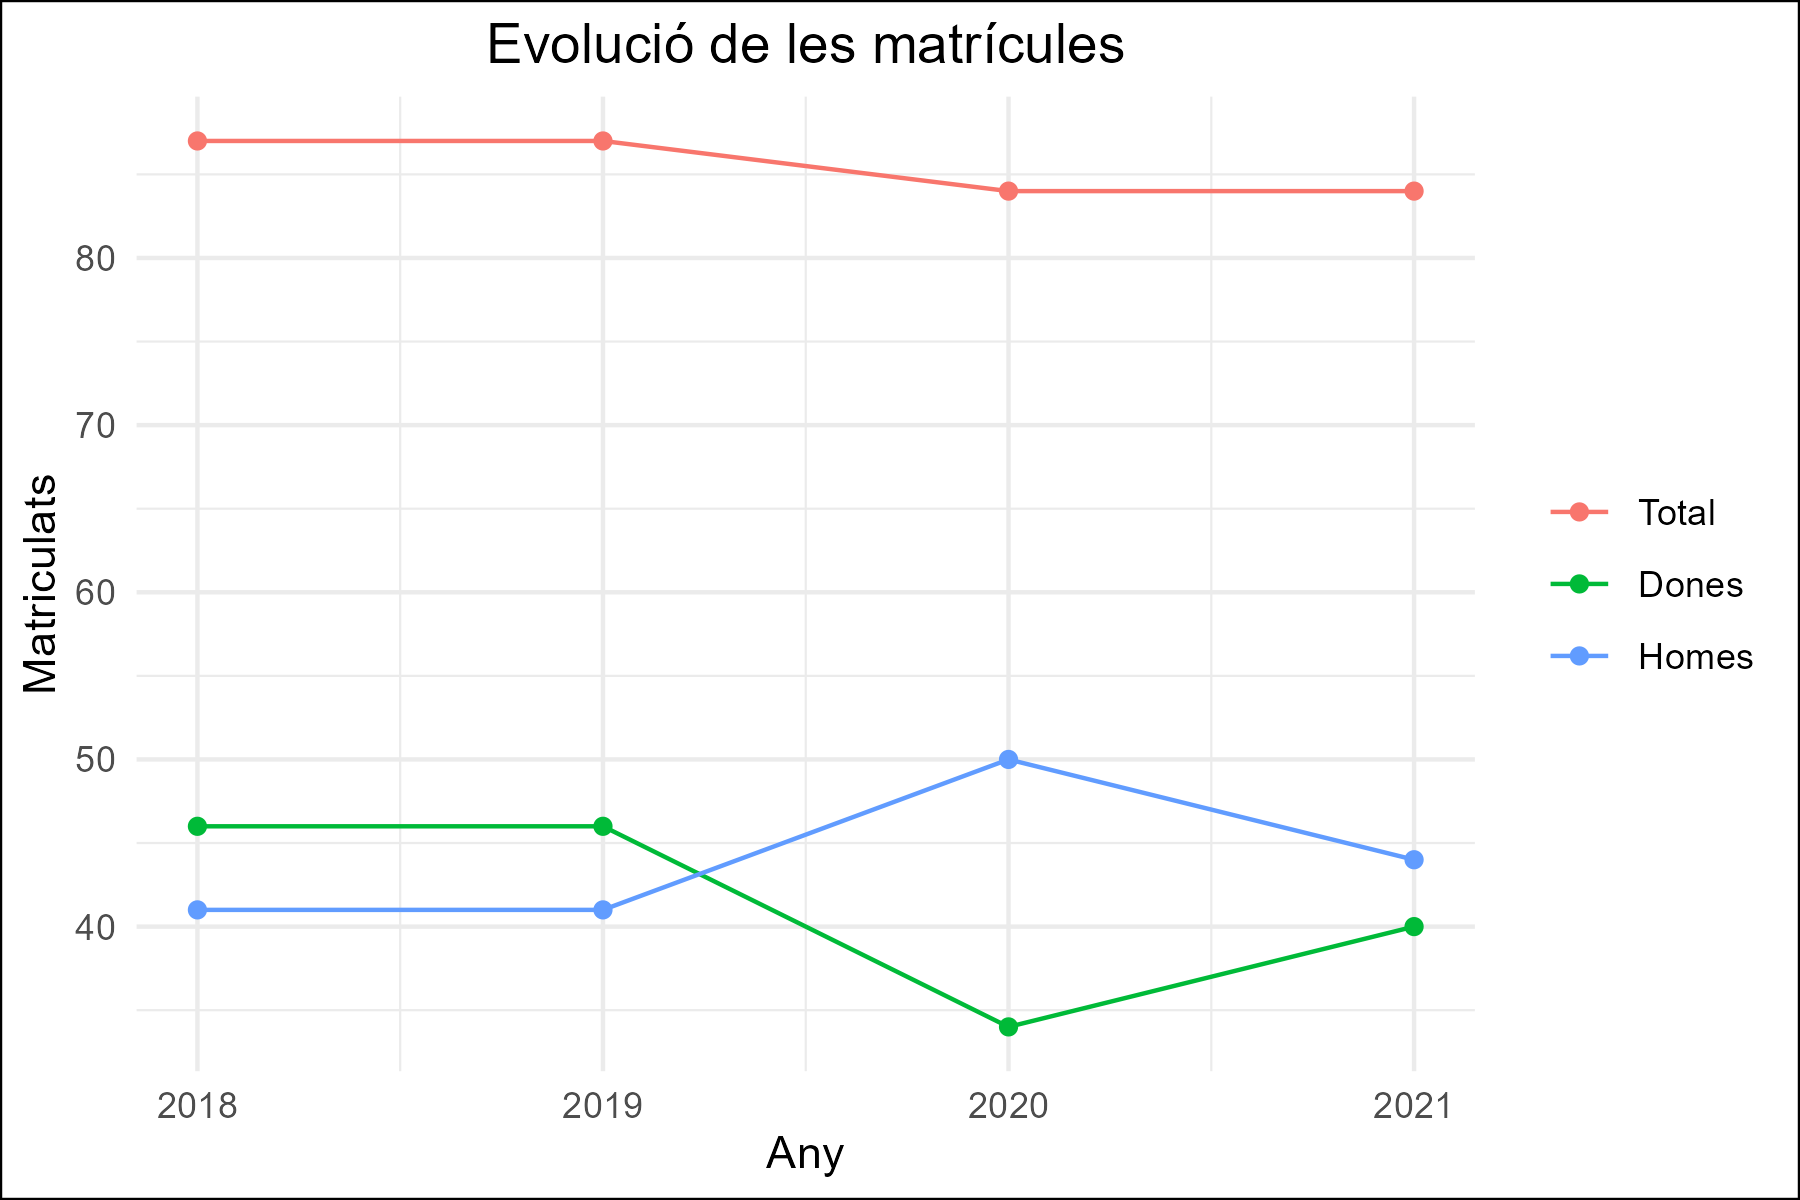 Evolució de les matrícules
Matriculats
80
70
60
50
40
2018 2019 2020 2021
Any
Total
Dones
Homes